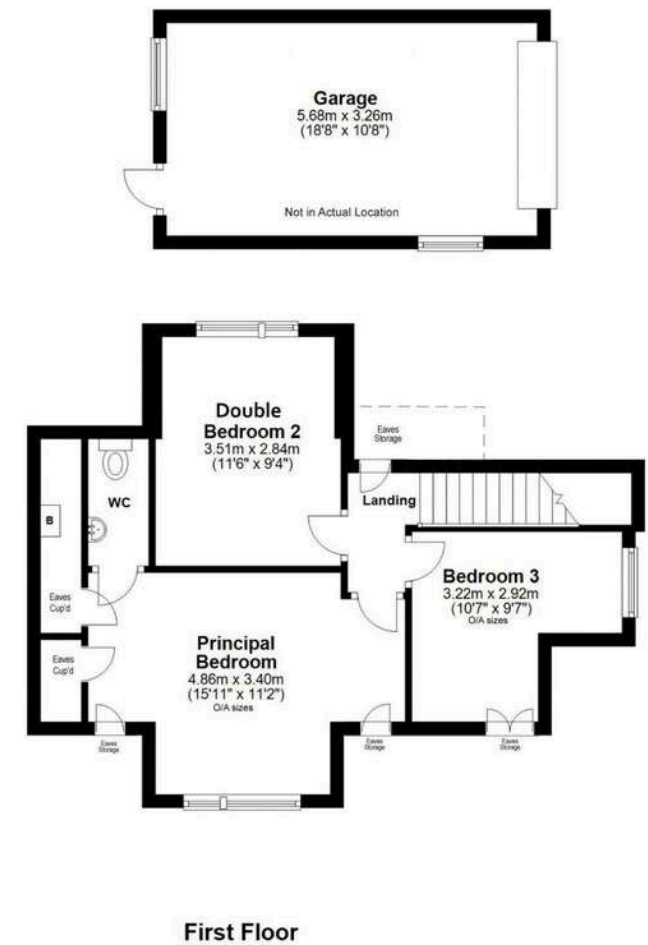 Garage
5.68m x 3.26m
(18'8" x 10'8")
Not in Actual Location
Double
Bedroom 2
3.51m x 2.84m
(11'6" x 9'4")
Eaves
Storage
WC
Landing
B
Bedroom 3
3.22m x 2.92m
(10'7" x 9'7")
O/A sizes
Eaves
Cup'd
Principal
Bedroom
4.86m x 3.40m
(15'11" x 11'2")
O/A sizes
Eaves
Cup'd
Eaves
Storage
Eaves
Storage
Eaves
Storage
First Floor